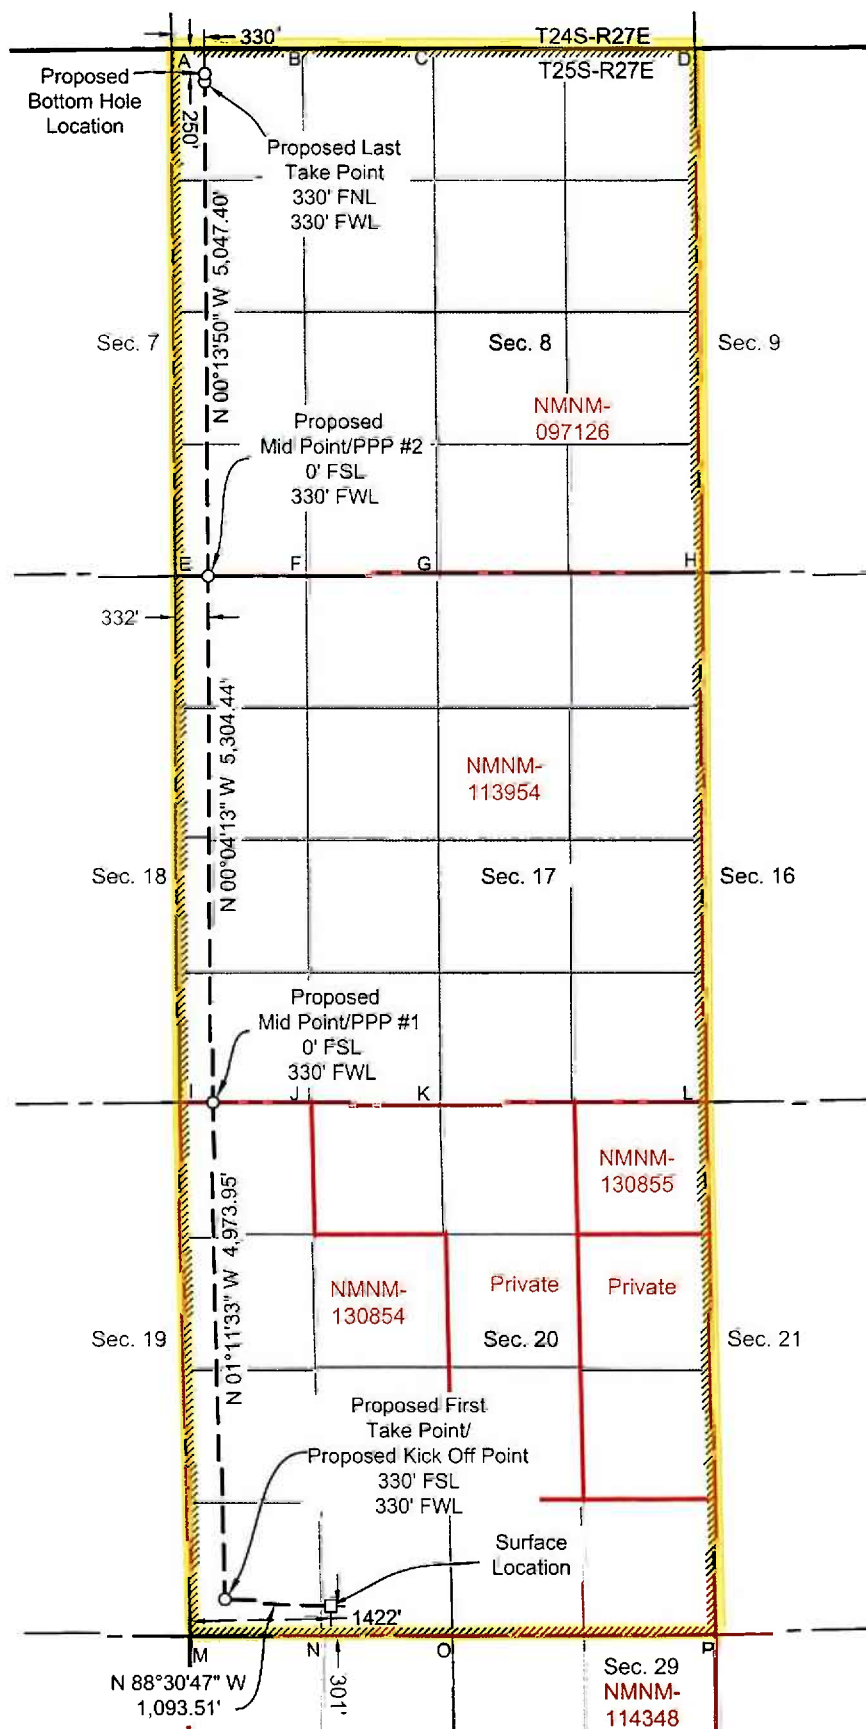 330'
T24S-R27E
A
B
C
D
T25S-R27E
Proposed
Bottom Hole
Location
250'
Proposed Last
Take Point
330' FNL
330' FWL
N 00°13'50" W 5,047.40'
Sec. 7
Sec. 8
Sec. 9
NMNM-
097126
Proposed
Mid Point/PPP #2
0' FSL
330' FWL
E
F
G
H
332'
N 00°04'13" W 5,304.44'
NMNM-
113954
Sec. 18
Sec. 17
Sec. 16
Proposed
Mid Point/PPP #1
0' FSL
330' FWL
I
J
K
L
NMNM-
130855
N 01°11'33" W 4,973.95'
NMNM-
130854
Private
Private
Sec. 19
Sec. 20
Sec. 21
Proposed First
Take Point/
Proposed Kick Off Point
330' FSL
330' FWL
Surface
Location
1422'
M
N
O
P
N 88°30'47" W
1,093.51'
301'
Sec. 29
NMNM-
114348